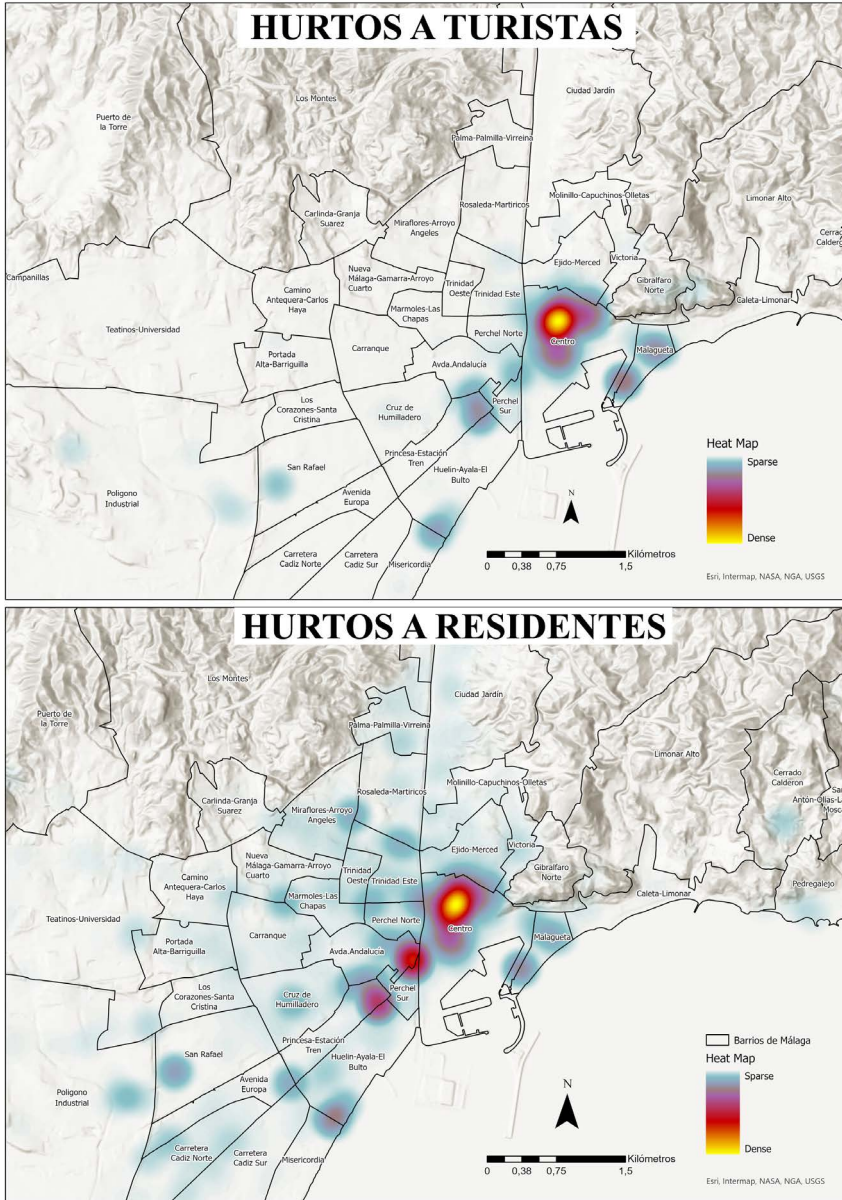 HURTOS A TURISTAS
Ciudad Jardín
Los Montes
Puerto de
la Torre
Palma-Palmilla-Virreina
Molinillo-Capuchinos-Olletas
Limonar Alto
Rosaleda-Martiricos
Carlinda-Granja
Suarez
Miraflores-Arroyo
Angeles
Cerrado
Ejido-Merced
Victoria
Campanillas
Nueva
Málaga-Gamarra-Arroyo
Cuarto
Gibralfaro
Norte
Camino
Antequera-Carlos
Haya
Trinidad
Oeste
Trinidad Este
Caleta-Limonar
Marmoles-Las
Chapas
Teatinos-Universidad
Perchel Norte
Centro
Carranque
Malagueta
Portada
Alta-Barriguilla
Avda.Andalucía
Los
Corazones-Santa
Cristina
Cruz de
Humilladero
Perchel
Sur
Princesa-Estación
Tren
San Rafael
Huelin-Ayala-El
Bulto
Poligono
Industrial
Avenida
Europa
Carretera
Cadiz Norte
Carretera
Cadiz Sur
Misericordia
Heat Map
Sparse
Dense
N
Kilómetros
0 0,38 0,75 1,5
Esri, Intermap, NASA, NGA, USGS
HURTOS A RESIDENTES
Los Montes
Ciudad Jardín
Puerto de
la Torre
Palma-Palmilla-Virreina
Limonar Alto
Molinillo-Capuchinos-Olletas
Cerrado
Calderon
Rosaleda-Martiricos
Carlinda-Granja
Suarez
Miraflores-Arroyo
Angeles
Ejido-Merced
Victoria
Nueva
Málaga-Gamarra-Arroyo
Cuarto
Gibralfaro
Norte
Camino
Antequera-Carlos
Haya
Trinidad
Oeste
Trinidad Este
Pedregalejo
Caleta-Limonar
Marmoles-Las
Chapas
Teatinos-Universidad
Perchel Norte
Centro
Carranque
Malagueta
Portada
Alta-Barriguilla
Avda.Andalucía
Los
Corazones-Santa
Cristina
Cruz de
Humilladero
Perchel
Sur
Princesa-Estación
Tren
San Rafael
Huelin-Ayala-El
Bulto
Poligono
Industrial
Avenida
Europa
Carretera
Cadiz Norte
Carretera
Cadiz Sur
Misericordia
Barrios de Málaga
Heat Map
Sparse
Dense
N
Kilómetros
0 0,38 0,75 1,5
Esri, Intermap, NASA, NGA, USGS